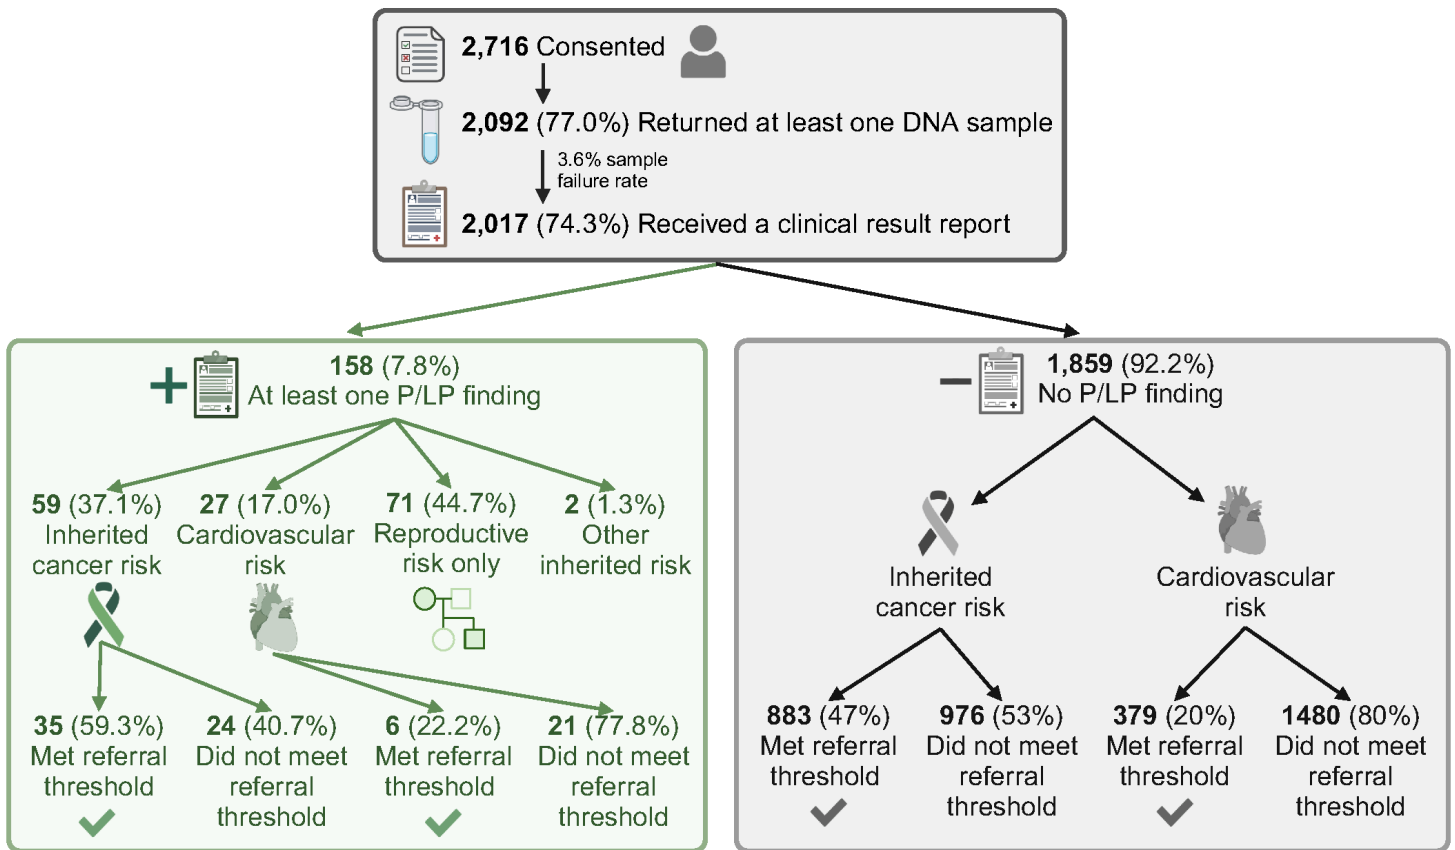 2,716 Consented
2,092 (77.0%) Returned at least one DNA sample
3.6% sample
failure rate
2,017 (74.3%) Received a clinical result report
158 (7.8%)
At least one P/LP finding
59 (37.1%)
Inherited
cancer risk
27 (17.0%)
Cardiovascular
risk
71 (44.7%)
Reproductive
risk only
2 (1.3%)
Other
inherited risk
35 (59.3%)
Met referral
threshold
24 (40.7%)
Did not meet
referral
threshold
6 (22.2%)
Met referral
threshold
21 (77.8%)
Did not meet
referral
threshold
1,859 (92.2%)
No P/LP finding
Inherited
cancer risk
Cardiovascular
risk
883 (47%)
Met referral
threshold
976 (53%)
Did not meet
referral
threshold
379 (20%)
Met referral
threshold
1480 (80%)
Did not meet
referral
threshold